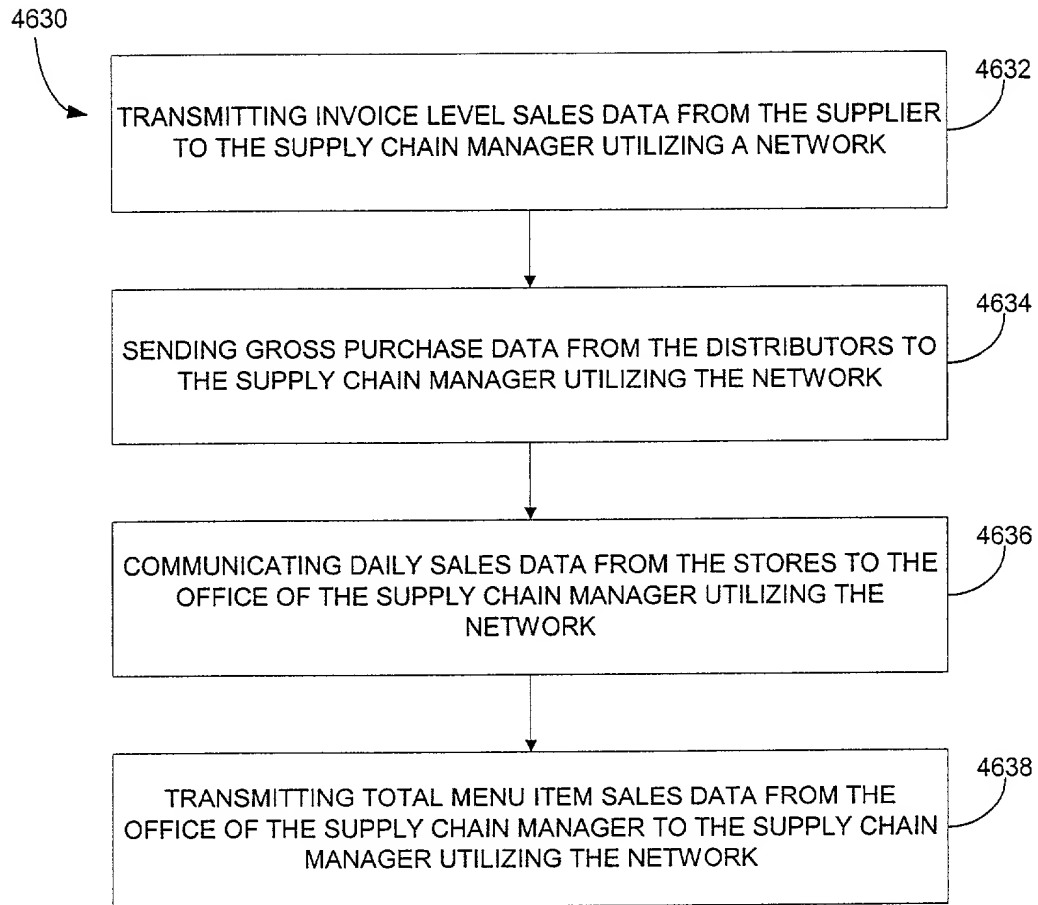 4630
4632
TRANSMITTING INVOICE LEVEL SALES DATA FROM THE SUPPLIER
TO THE SUPPLY CHAIN MANAGER UTILIZING A NETWORK
4634
SENDING GROSS PURCHASE DATA FROM THE DISTRIBUTORS TO
THE SUPPLY CHAIN MANAGER UTILIZING THE NETWORK
4636
COMMUNICATING DAILY SALES DATA FROM THE STORES TO THE
OFFICE OF THE SUPPLY CHAIN MANAGER UTILIZING THE
NETWORK
4638
TRANSMITTING TOTAL MENU ITEM SALES DATA FROM THE
OFFICE OF THE SUPPLY CHAIN MANAGER TO THE SUPPLY CHAIN
MANAGER UTILIZING THE NETWORK